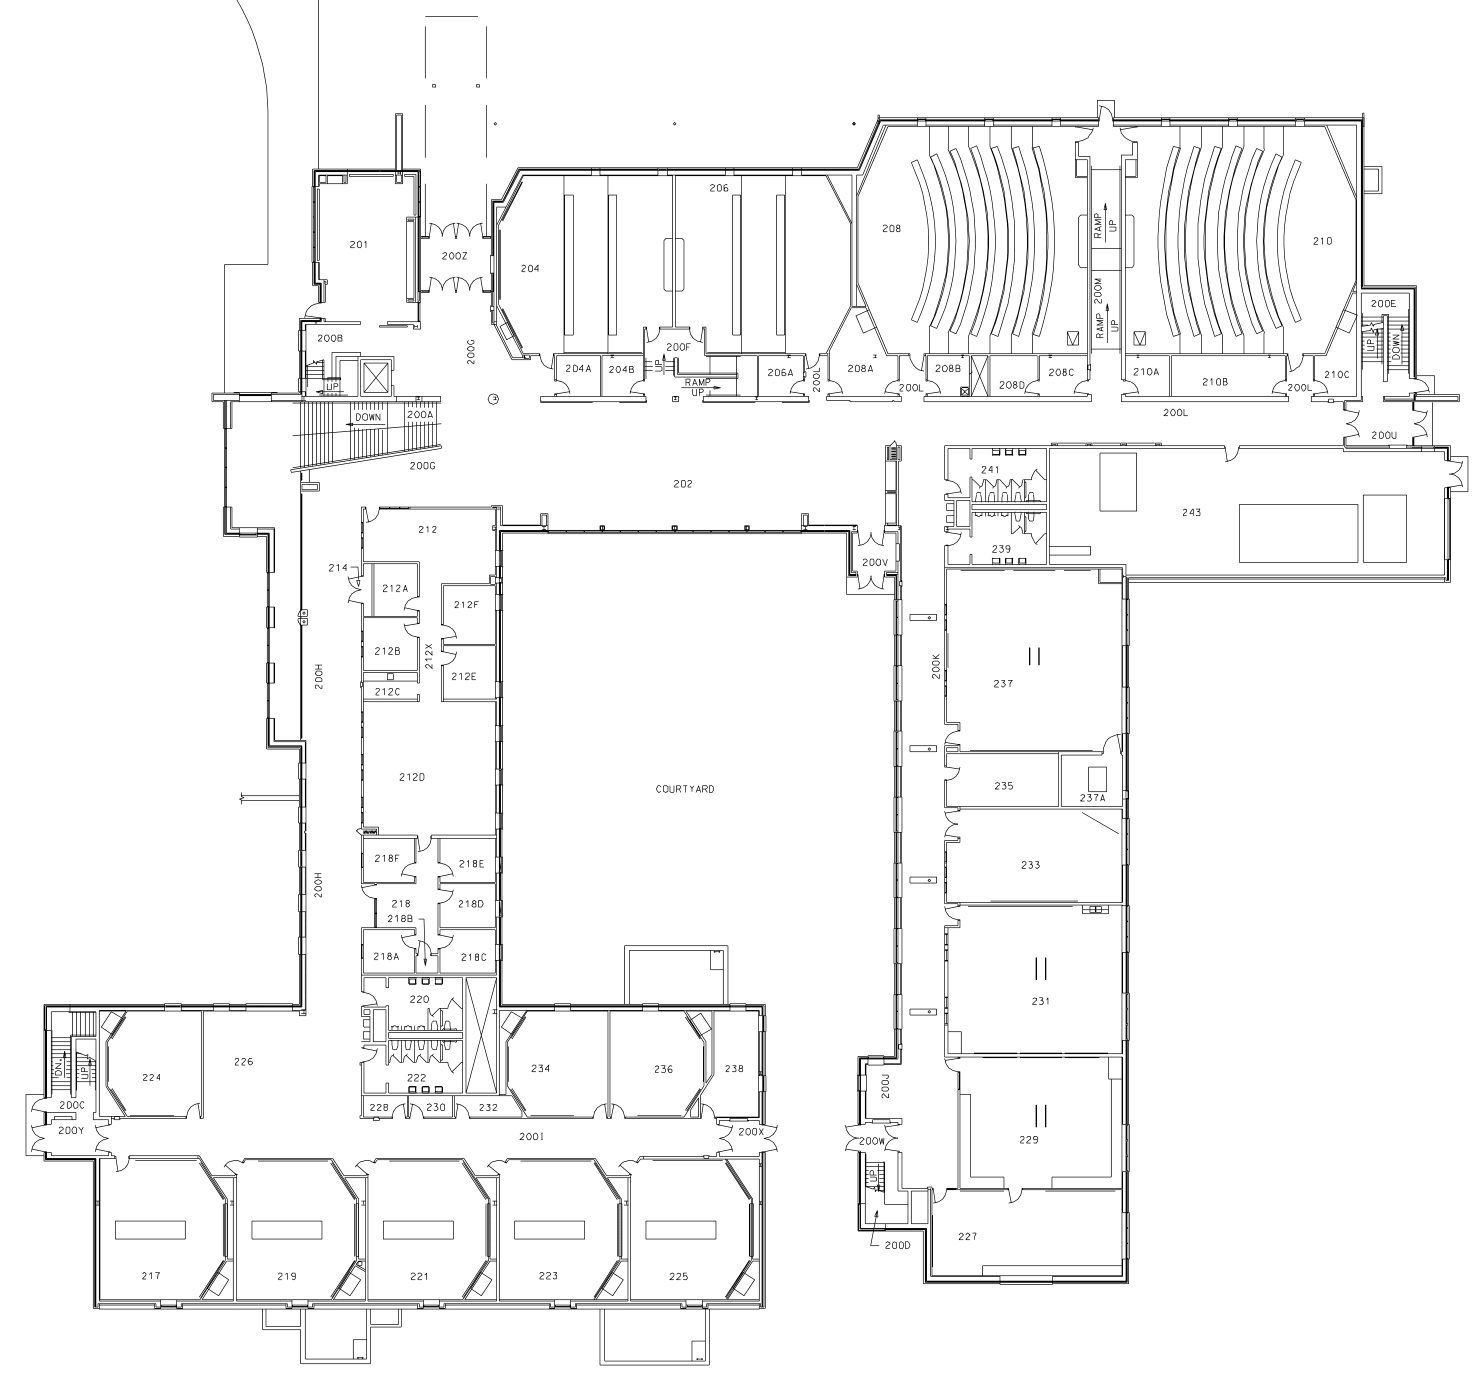 206
208
210
201
200Z
204
RAMP UP
RAMP UP
200M
200E
200B
200G
200F
UP
DOWN
UP
UP
204A
204B
UP
RAMP UP
206A
200L
208A
200L
208B
208D
208C
210A
210B
200L
210C
DOWN
200A
200L
200U
200G
202
241
243
212
239
214
200V
212A
212F
212B
212X
212E
212C
200H
200K
237
212D
COURTYARD
235
237A
218F
218E
233
200H
218
218D
218B
218A
218C
220
231
226
DN.
UP
224
222
234
236
238
200J
200C
228
230
232
200Y
200I
200X
200W
229
UP
227
200D
217
219
221
223
225